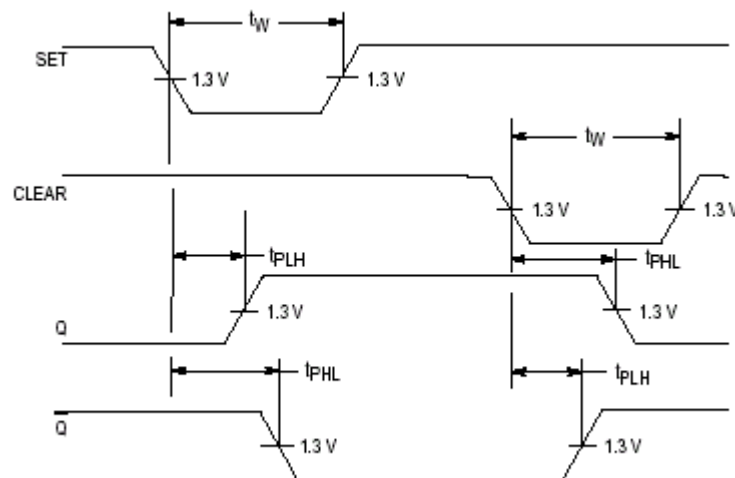 tW
SET
1.3 V
1.3 V
tW
CLEAR
1.3 V
1.3 V
tPLH
tPHL
1.3 V
1.3 V
Q
tPHL
tPLH
Q̅
1.3 V
1.3 V